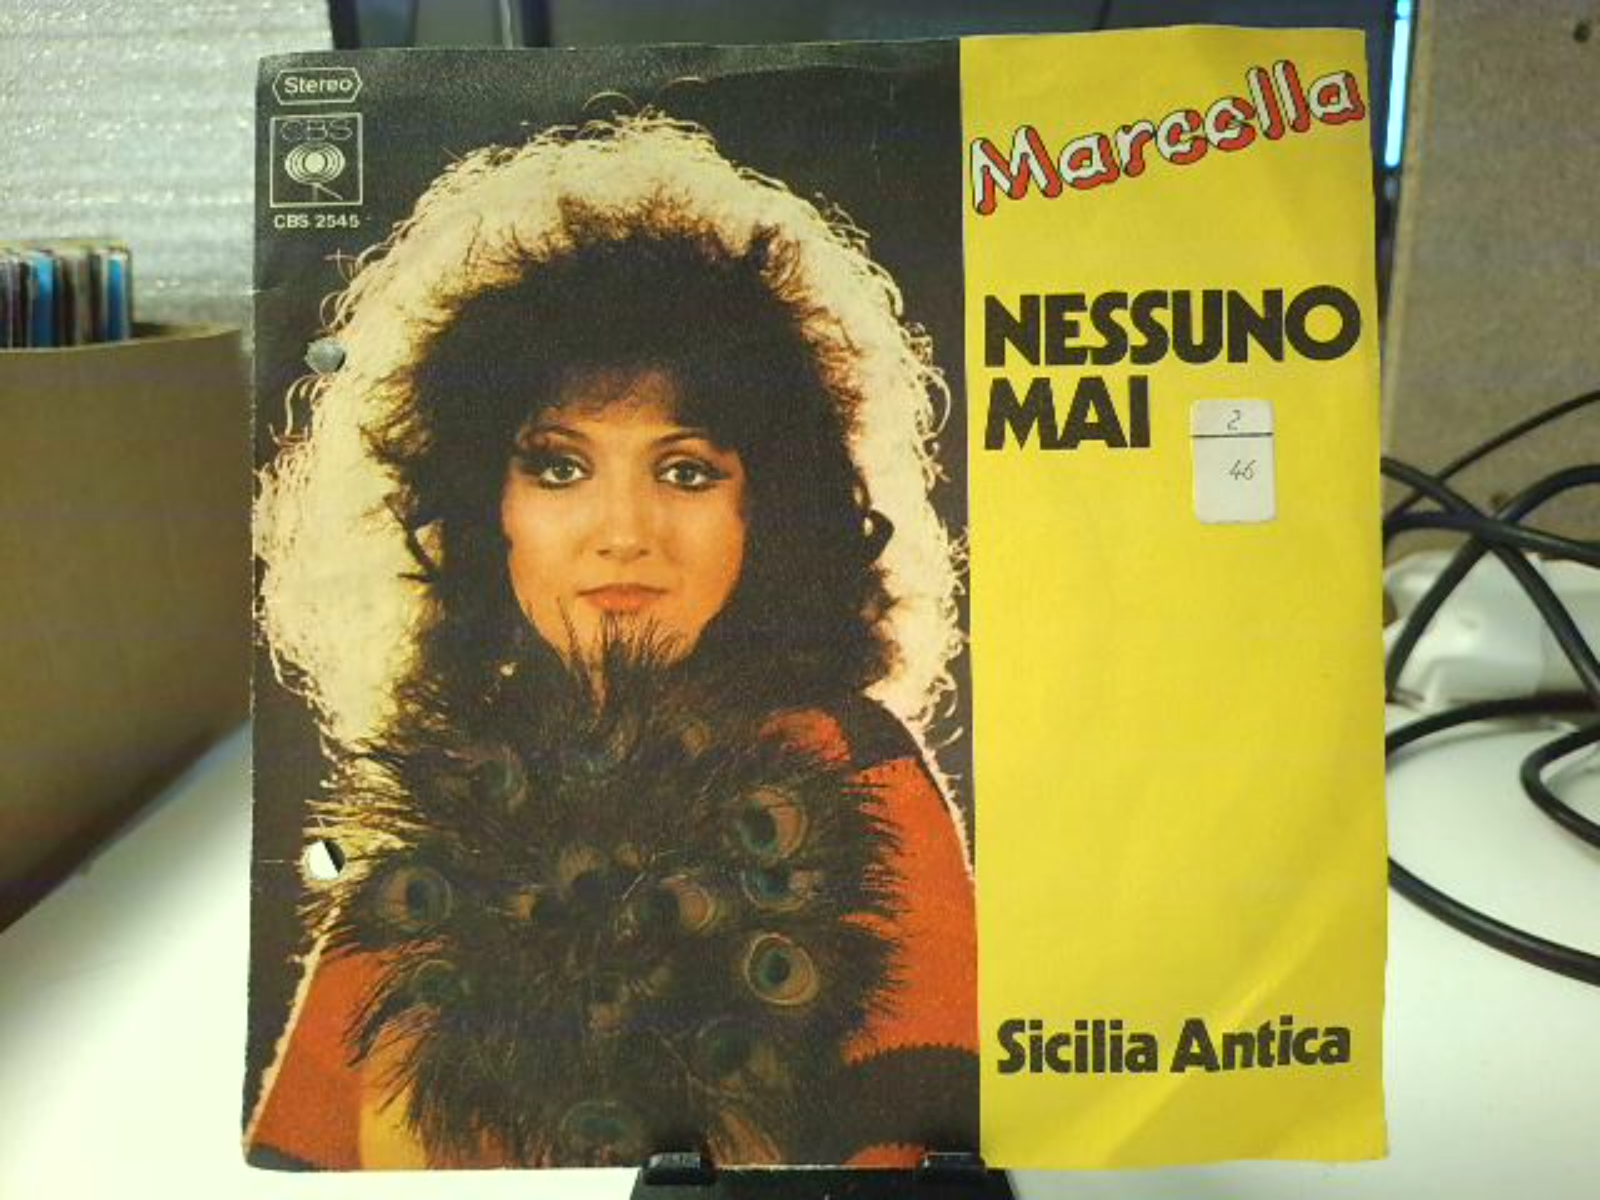 Stereo
CBS
CBS 2545
Marcella
NESSUNO
MAI
2
46
Sicilia Antica